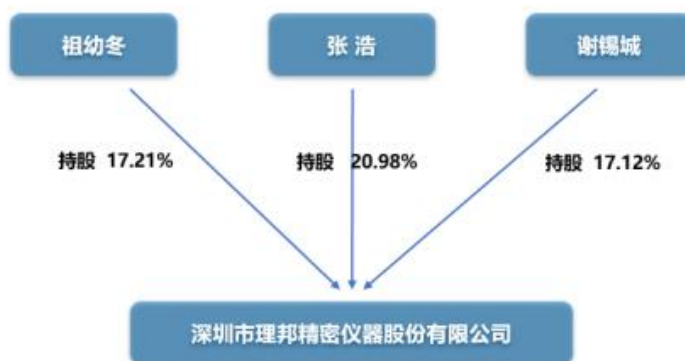 祖幼冬
张 浩
谢锡城
持股 17.21%
持股 20.98%
持股 17.12%
深圳市理邦精密仪器股份有限公司